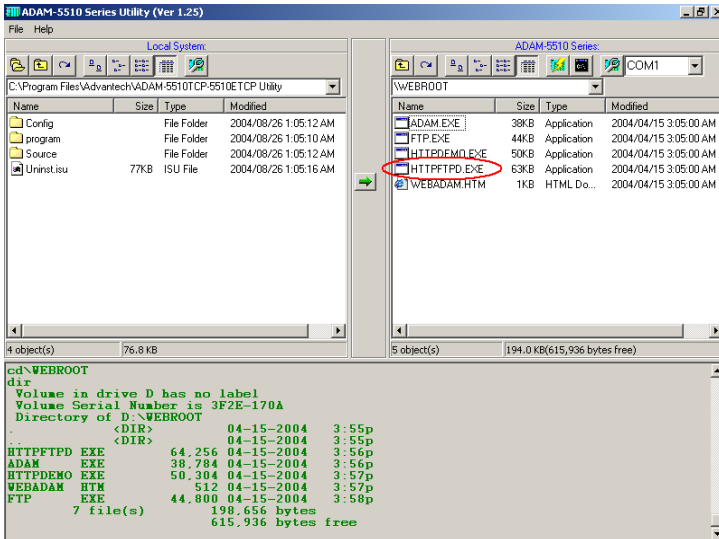 ADAM-5510 Series Utility (Ver 1.25)
File Help
Local System:
C:\Program Files\Advantech\ADAM-5510TCP-5510ETCP Utility
Name Size Type Modified
Config File Folder 2004/08/26 1:05:12 AM
program File Folder 2004/08/26 1:05:10 AM
Source File Folder 2004/08/26 1:05:12 AM
Uninst.isu 77KB ISU File 2004/08/26 1:05:16 AM
4 object(s) 76.8 KB
ADAM-5510 Series:
COM1
\WEBROOT
Name Size Type Modified
ADAM.EXE 38KB Application 2004/04/15 3:05:00 AM
FTP.EXE 44KB Application 2004/04/15 3:05:00 AM
HTTPDEMO.EXE 50KB Application 2004/04/15 3:05:00 AM
HTTPFTPD.EXE 63KB Application 2004/04/15 3:05:00 AM
WEBADAM.HTM 1KB HTML Do... 2004/04/15 3:05:00 AM
5 object(s) 194.0 KB(615,936 bytes free)
cd\WEBROOT
dir
Volume in drive D has no label
Volume Serial Number is 3F2E-170A
Directory of D:\WEBROOT
. <DIR> 04-15-2004 3:55p
.. <DIR> 04-15-2004 3:55p
HTTPFTPD EXE 64,256 04-15-2004 3:56p
ADAM EXE 38,784 04-15-2004 3:56p
HTTPDEMO EXE 50,304 04-15-2004 3:57p
WEBADAM HTM 512 04-15-2004 3:57p
FTP EXE 44,800 04-15-2004 3:58p
7 file(s) 198,656 bytes
615,936 bytes free